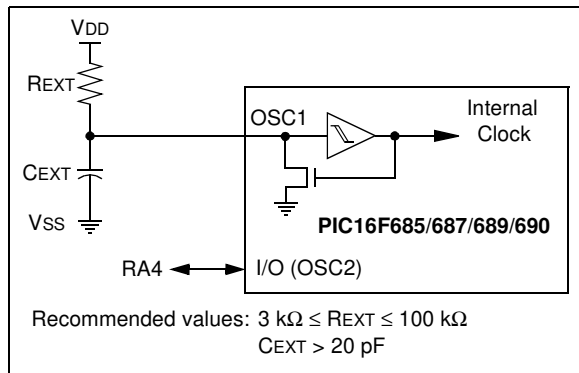 VDD
REXT
OSC1
Internal
Clock
CEXT
VSS
PIC16F685/687/689/690
RA4
I/O (OSC2)
Recommended values: 3 kΩ ≤ REXT ≤ 100 kΩ
CEXT > 20 pF